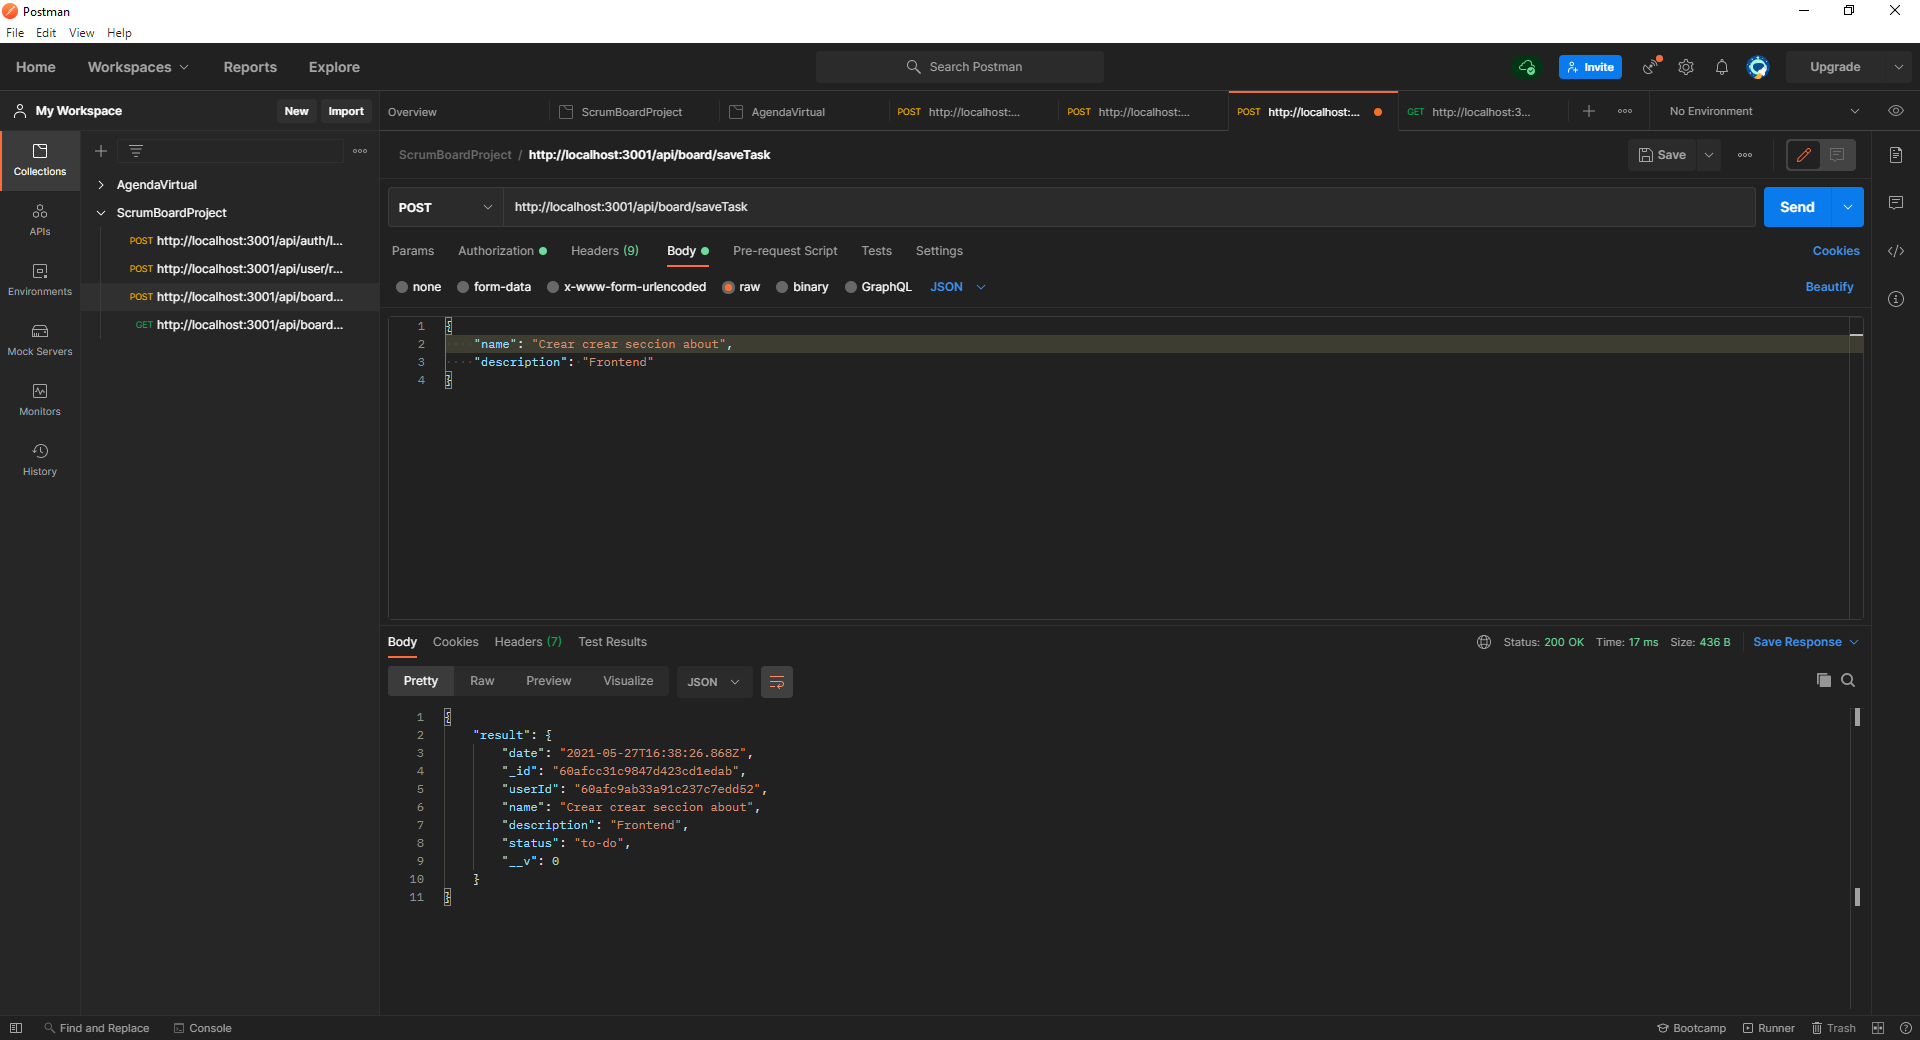 Postman
File Edit View Help
Home Workspaces Reports Explore Search Postman Invite Upgrade
My Workspace New Import Overview ScrumBoardProject AgendaVirtual POST http://localhost:... POST http://localhost:... POST http://localhost:... GET http://localhost:3... No Environment
Collections
APIs
Environments
Mock Servers
Monitors
History
AgendaVirtual
ScrumBoardProject
POST http://localhost:3001/api/auth/l...
POST http://localhost:3001/api/user/r...
POST http://localhost:3001/api/board...
GET http://localhost:3001/api/board...
ScrumBoardProject / http://localhost:3001/api/board/saveTask Save
POST http://localhost:3001/api/board/saveTask Send
Params Authorization Headers (9) Body Pre-request Script Tests Settings Cookies
none form-data x-www-form-urlencoded raw binary GraphQL JSON Beautify
1 {
2 "name": "Crear crear seccion about",
3 "description": "Frontend"
4 }
Body Cookies Headers (7) Test Results Status: 200 OK Time: 17 ms Size: 436 B Save Response
Pretty Raw Preview Visualize JSON
1 {
2 "result": {
3 "date": "2021-05-27T16:38:26.868Z",
4 "_id": "60afcc31c9847d423cd1edab",
5 "userId": "60afc9ab33a91c237c7edd52",
6 "name": "Crear crear seccion about",
7 "description": "Frontend",
8 "status": "to-do",
9 "__v": 0
10 }
11 }
Find and Replace Console Bootcamp Runner Trash